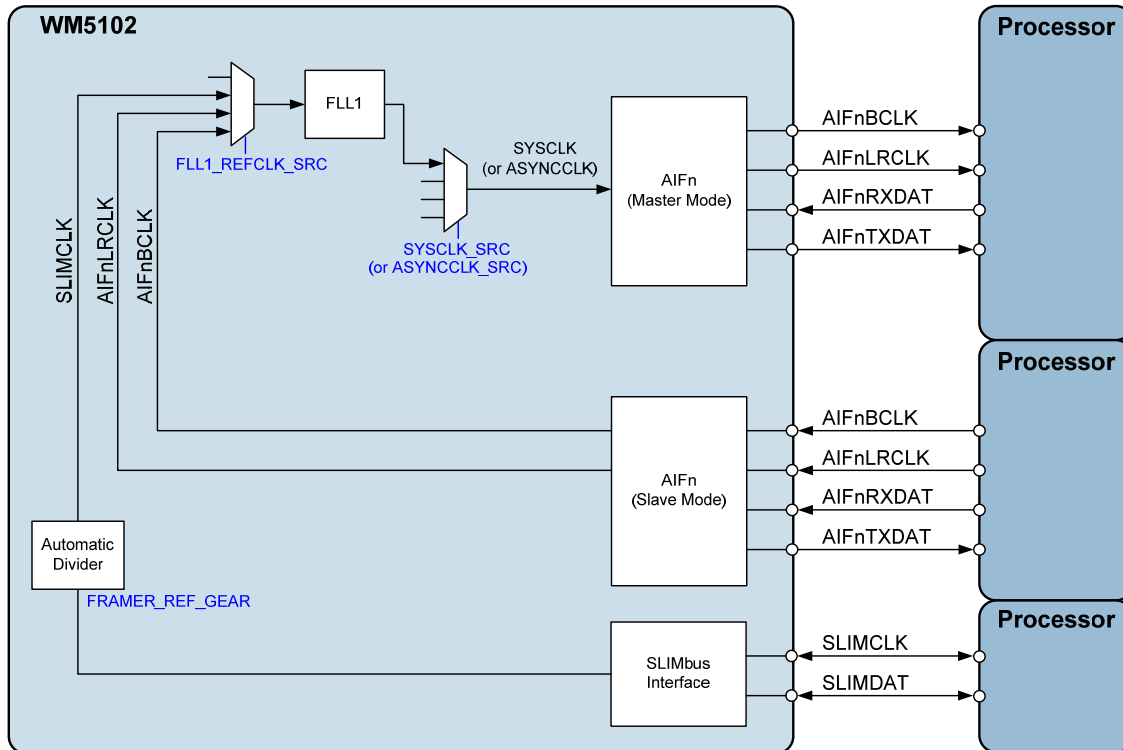 WM5102
Processor
FLL1
FLL1_REFCLK_SRC
SYSCLK
(or ASYNCCLK)
SYSCLK_SRC
(or ASYNCCLK_SRC)
AIFn
(Master Mode)
AIFnBCLK
AIFnLRCLK
AIFnRXDAT
AIFnTXDAT
SLIMCLK
AIFnLRCLK
AIFnBCLK
Processor
AIFn
(Slave Mode)
AIFnBCLK
AIFnLRCLK
AIFnRXDAT
AIFnTXDAT
Automatic
Divider
FRAMER_REF_GEAR
Processor
SLIMbus
Interface
SLIMCLK
SLIMDAT